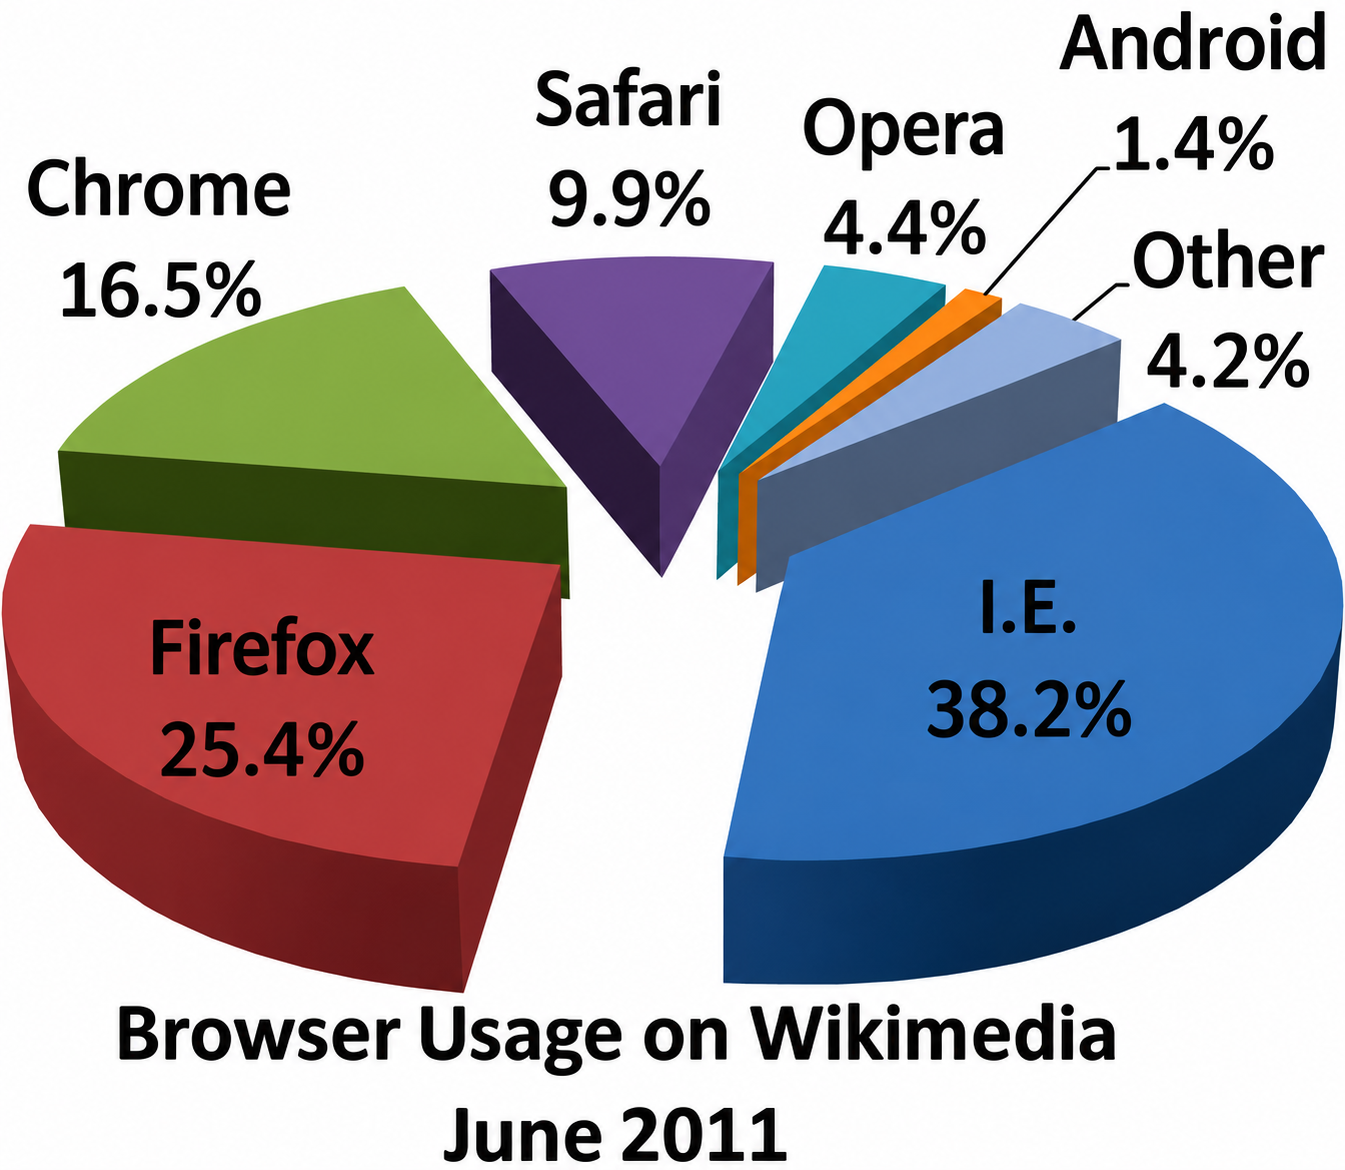 Android
1.4%
Safari
9.9%
Opera
4.4%
Chrome
16.5%
Other
4.2%
I.E.
38.2%
Firefox
25.4%
Browser Usage on Wikimedia
June 2011